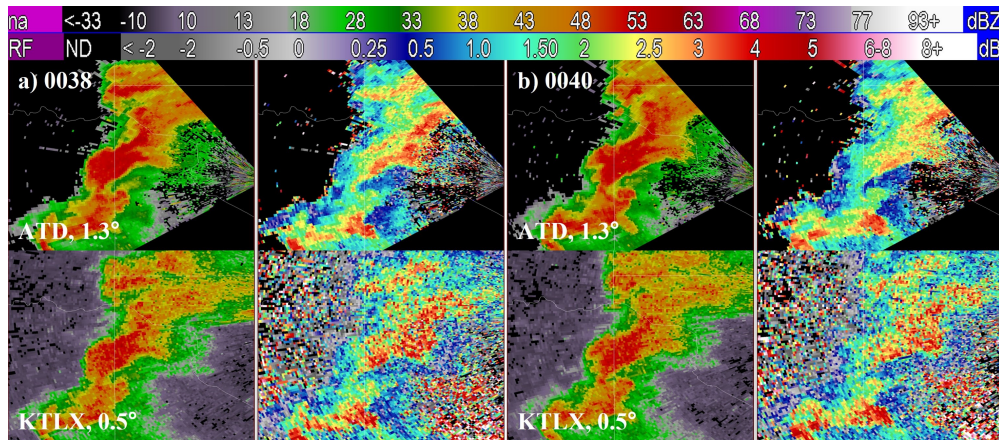 na <-33 -10 10 13 18 28 33 38 43 48 53 63 68 73 77 93+ dBZ
RF ND < -2 -2 -0.5 0 0.25 0.5 1.0 1.50 2 2.5 3 4 5 6-8 8+ dB
a) 0038
b) 0040
ATD, 1.3°
ATD, 1.3°
KTLX, 0.5°
KTLX, 0.5°